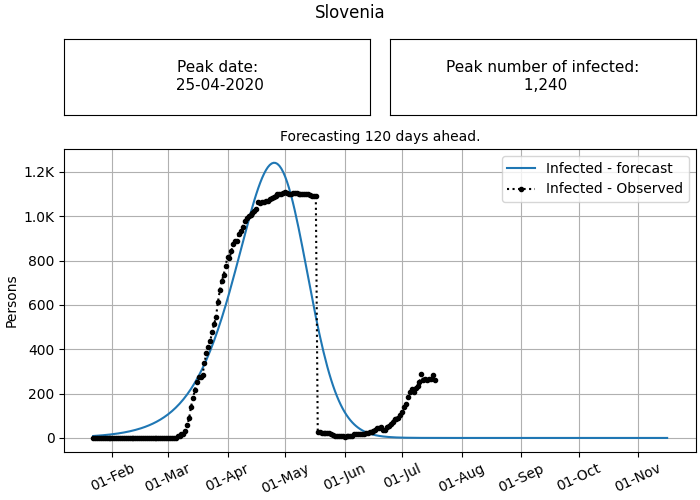 Slovenia
Peak date:
25-04-2020
Peak number of infected:
1,240
Forecasting 120 days ahead.
Infected - forecast
Infected - Observed
1.2K
1.0K
800
600
400
200
0
Persons
01-Feb
01-Mar
01-Apr
01-May
01-Jun
01-Jul
01-Aug
01-Sep
01-Oct
01-Nov